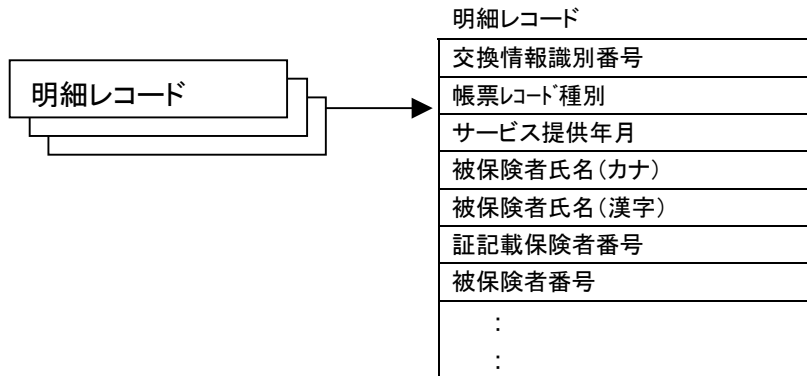 明細レコード
明細レコード
交換情報識別番号
帳票ﾚｺｰﾄﾞ種別
サービス提供年月
被保険者氏名(カナ)
被保険者氏名(漢字)
証記載保険者番号
被保険者番号
:
: